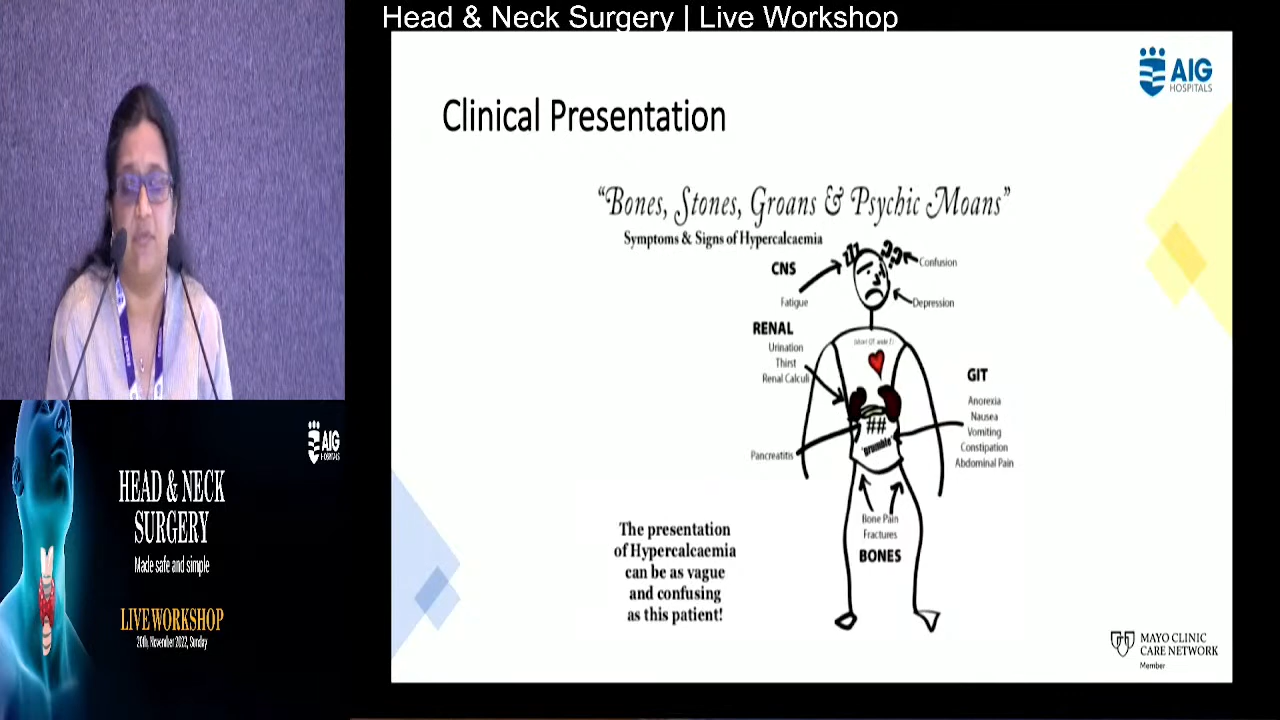 Head & Neck Surgery | Live Workshop
AIG
HOSPITALS
Clinical Presentation
“Bones, Stones, Groans & Psychic Moans”
Symptoms & Signs of Hypercalcaemia
CNS
Fatigue
Confusion
Depression
RENAL
Urination
Thirst
Renal Calculi
GIT
Anorexia
Nausea
Vomiting
Constipation
Abdominal Pain
##
'grumble'
Pancreatitis
Bone Pain
Fractures
BONES
The presentation
of Hypercalcaemia
can be as vague
and confusing
as this patient!
MAYO CLINIC
CARE NETWORK
Member
AIG
HOSPITALS
HEAD & NECK
SURGERY
Made safe and simple
LIVE WORKSHOP
20th, November 2022, Sunday